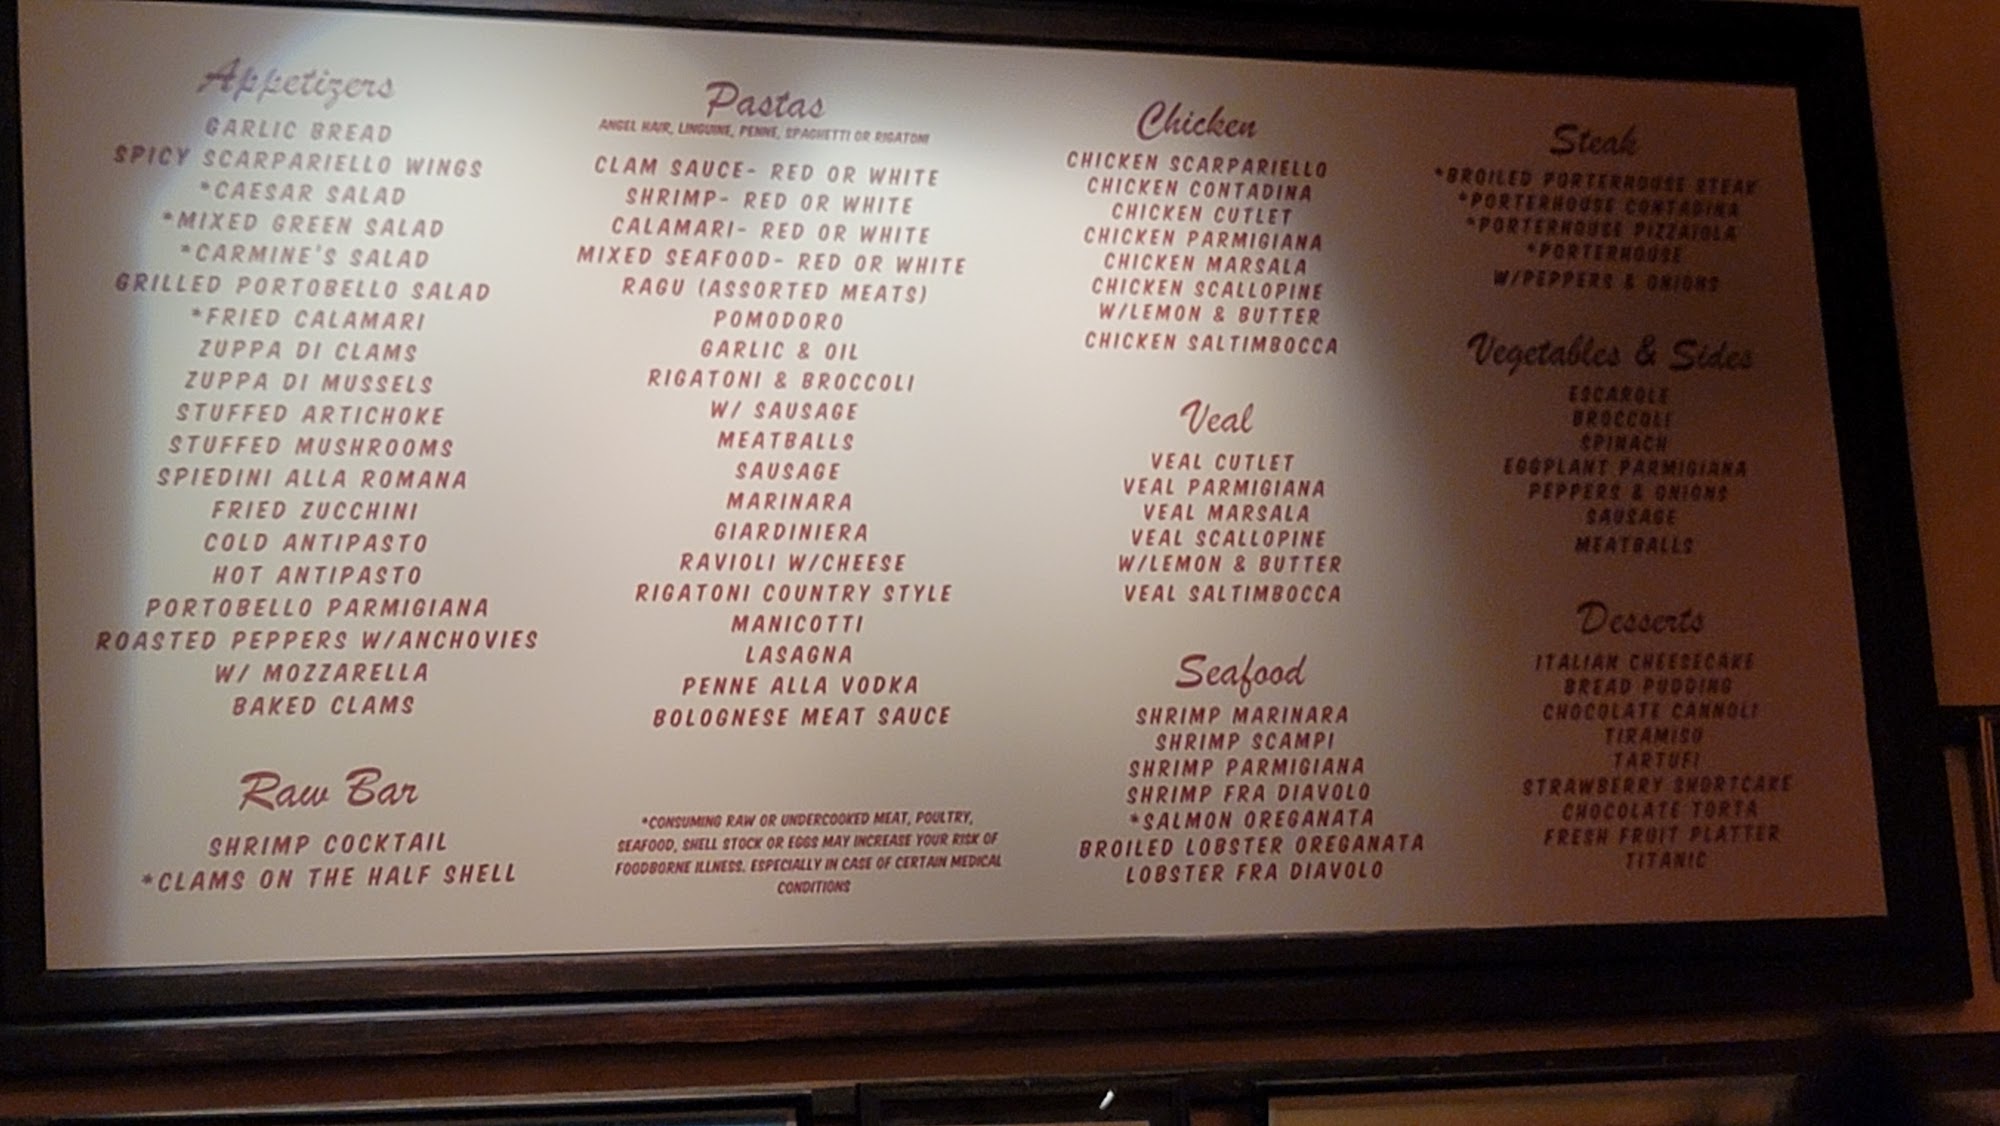 Appetizers
GARLIC BREAD
SPICY SCARPARIELLO WINGS
*CAESAR SALAD
*MIXED GREEN SALAD
*CARMINE'S SALAD
GRILLED PORTOBELLO SALAD
*FRIED CALAMARI
ZUPPA DI CLAMS
ZUPPA DI MUSSELS
STUFFED ARTICHOKE
STUFFED MUSHROOMS
SPIEDINI ALLA ROMANA
FRIED ZUCCHINI
COLD ANTIPASTO
HOT ANTIPASTO
PORTOBELLO PARMIGIANA
ROASTED PEPPERS W/ANCHOVIES
W/ MOZZARELLA
BAKED CLAMS
Raw Bar
SHRIMP COCKTAIL
*CLAMS ON THE HALF SHELL
Pastas
ANGEL HAIR, LINGUINE, PENNE, SPAGHETTI OR RIGATONI
CLAM SAUCE- RED OR WHITE
SHRIMP- RED OR WHITE
CALAMARI- RED OR WHITE
MIXED SEAFOOD- RED OR WHITE
RAGU (ASSORTED MEATS)
POMODORO
GARLIC & OIL
RIGATONI & BROCCOLI
W/ SAUSAGE
MEATBALLS
SAUSAGE
MARINARA
GIARDINIERA
RAVIOLI W/CHEESE
RIGATONI COUNTRY STYLE
MANICOTTI
LASAGNA
PENNE ALLA VODKA
BOLOGNESE MEAT SAUCE
*CONSUMING RAW OR UNDERCOOKED MEAT, POULTRY,
SEAFOOD, SHELL STOCK OR EGGS MAY INCREASE YOUR RISK OF
FOODBORNE ILLNESS. ESPECIALLY IN CASE OF CERTAIN MEDICAL
CONDITIONS
Chicken
CHICKEN SCARPARIELLO
CHICKEN CONTADINA
CHICKEN CUTLET
CHICKEN PARMIGIANA
CHICKEN MARSALA
CHICKEN SCALLOPINE
W/LEMON & BUTTER
CHICKEN SALTIMBOCCA
Veal
VEAL CUTLET
VEAL PARMIGIANA
VEAL MARSALA
VEAL SCALLOPINE
W/LEMON & BUTTER
VEAL SALTIMBOCCA
Seafood
SHRIMP MARINARA
SHRIMP SCAMPI
SHRIMP PARMIGIANA
SHRIMP FRA DIAVOLO
*SALMON OREGANATA
BROILED LOBSTER OREGANATA
LOBSTER FRA DIAVOLO
Steak
*BROILED PORTERHOUSE STEAK
*PORTERHOUSE CONTADINA
*PORTERHOUSE PIZZAIOLA
*PORTERHOUSE
W/PEPPERS & ONIONS
Vegetables & Sides
ESCAROLE
BROCCOLI
SPINACH
EGGPLANT PARMIGIANA
PEPPERS & ONIONS
SAUSAGE
MEATBALLS
Desserts
ITALIAN CHEESECAKE
BREAD PUDDING
CHOCOLATE CANNOLI
TIRAMISU
TARTUFI
STRAWBERRY SHORTCAKE
CHOCOLATE TORTA
FRESH FRUIT PLATTER
TITANIC